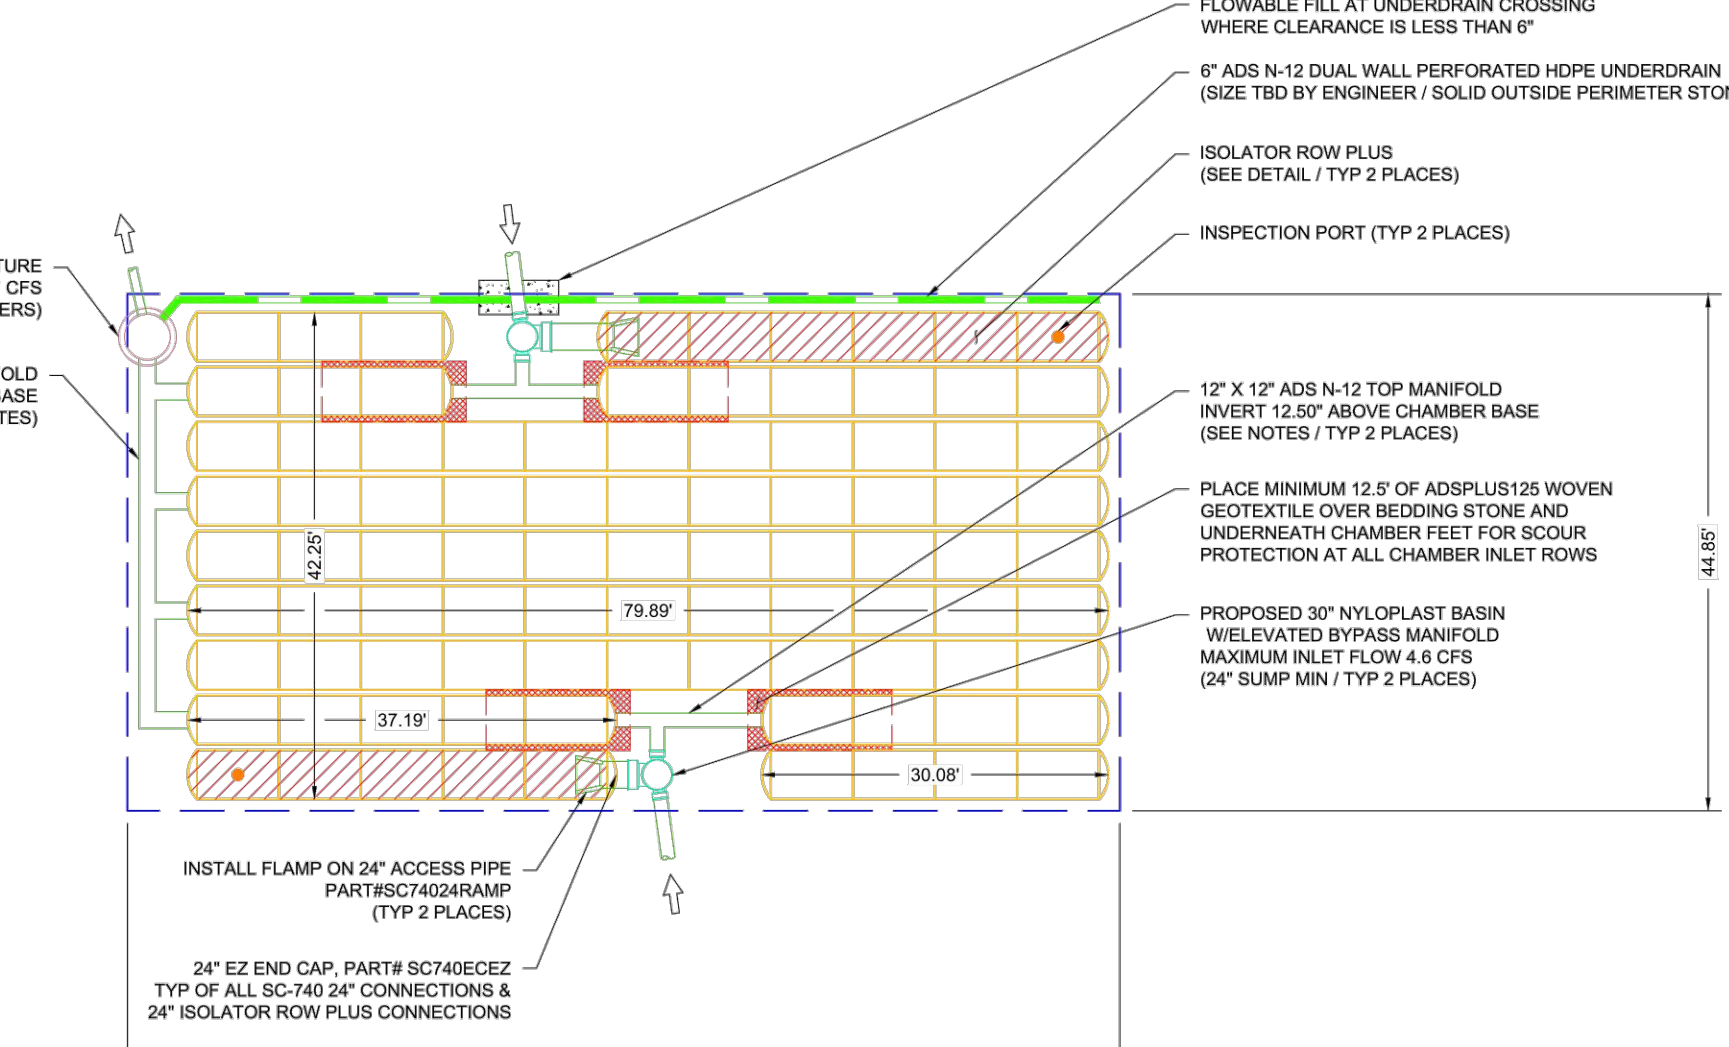 FLOWABLE FILL AT UNDERDRAIN CROSSING
WHERE CLEARANCE IS LESS THAN 6"
6" ADS N-12 DUAL WALL PERFORATED HDPE UNDERDRAIN
(SIZE TBD BY ENGINEER / SOLID OUTSIDE PERIMETER
ISOLATOR ROW PLUS
(SEE DETAIL / TYP 2 PLACES)
INSPECTION PORT (TYP 2 PLACES)
TURE
CFS
ERS)
OLD
BASE
TES)
12" X 12" ADS N-12 TOP MANIFOLD
INVERT 12.50" ABOVE CHAMBER BASE
(SEE NOTES / TYP 2 PLACES)
PLACE MINIMUM 12.5' OF ADSPLUS125 WOVEN
GEOTEXTILE OVER BEDDING STONE AND
UNDERNEATH CHAMBER FEET FOR SCOUR
PROTECTION AT ALL CHAMBER INLET ROWS
42.25'
44.85'
79.89'
PROPOSED 30" NYLOPLAST BASIN
W/ELEVATED BYPASS MANIFOLD
MAXIMUM INLET FLOW 4.6 CFS
(24" SUMP MIN / TYP 2 PLACES)
37.19'
30.08'
INSTALL FLAMP ON 24" ACCESS PIPE
PART#SC74024RAMP
(TYP 2 PLACES)
24" EZ END CAP, PART# SC740ECEZ
TYP OF ALL SC-740 24" CONNECTIONS &
24" ISOLATOR ROW PLUS CONNECTIONS